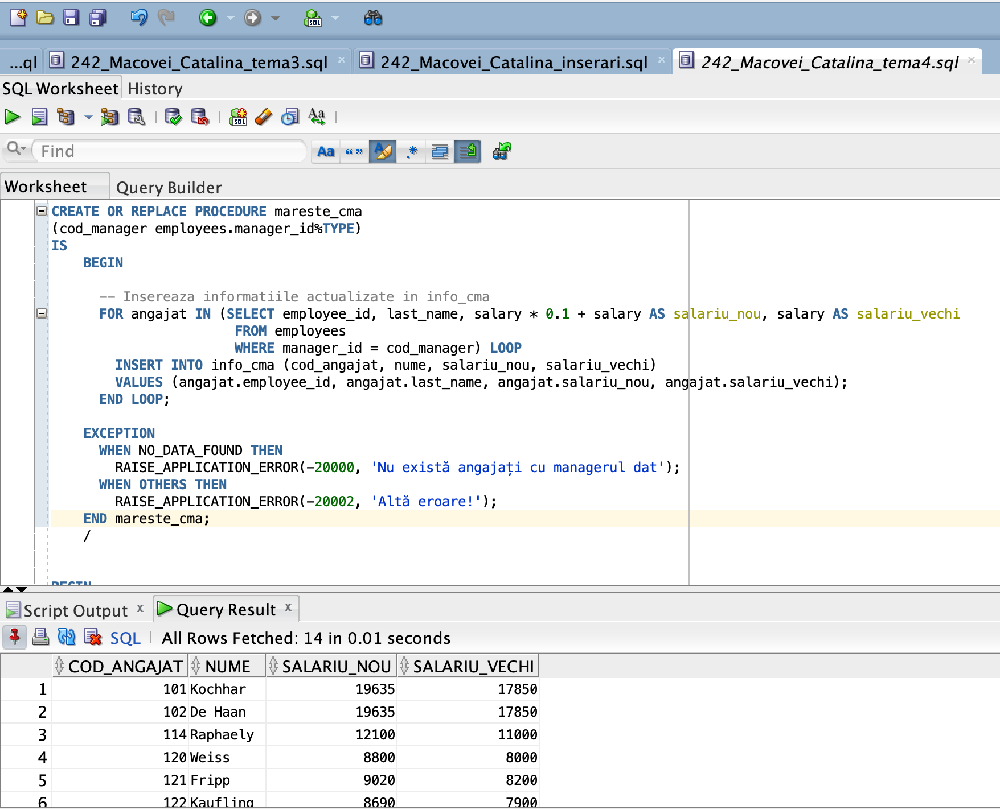 SQL
...ql 242_Macovei_Catalina_tema3.sql 242_Macovei_Catalina_inserari.sql 242_Macovei_Catalina_tema4.sql
SQL Worksheet History
SQL Aa
Find Aa “ ” .*
Worksheet Query Builder
CREATE OR REPLACE PROCEDURE mareste_cma
(cod_manager employees.manager_id%TYPE)
IS
BEGIN
-- Insereaza informatiile actualizate in info_cma
FOR angajat IN (SELECT employee_id, last_name, salary * 0.1 + salary AS salariu_nou, salary AS salariu_vechi
FROM employees
WHERE manager_id = cod_manager) LOOP
INSERT INTO info_cma (cod_angajat, nume, salariu_nou, salariu_vechi)
VALUES (angajat.employee_id, angajat.last_name, angajat.salariu_nou, angajat.salariu_vechi);
END LOOP;
EXCEPTION
WHEN NO_DATA_FOUND THEN
RAISE_APPLICATION_ERROR(-20000, 'Nu există angajați cu managerul dat');
WHEN OTHERS THEN
RAISE_APPLICATION_ERROR(-20002, 'Altă eroare!');
END mareste_cma;
/
BEGIN
Script Output x Query Result x
SQL All Rows Fetched: 14 in 0.01 seconds
COD_ANGAJAT NUME SALARIU_NOU SALARIU_VECHI
1 101 Kochhar 19635 17850
2 102 De Haan 19635 17850
3 114 Raphaely 12100 11000
4 120 Weiss 8800 8000
5 121 Fripp 9020 8200
6 122 Kaufling 8690 7900